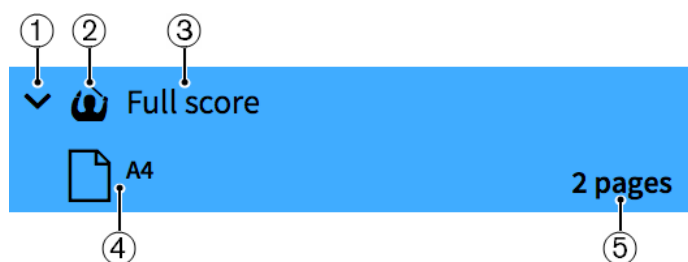 ① ② ③
Full score
A4
2 pages
④ ⑤